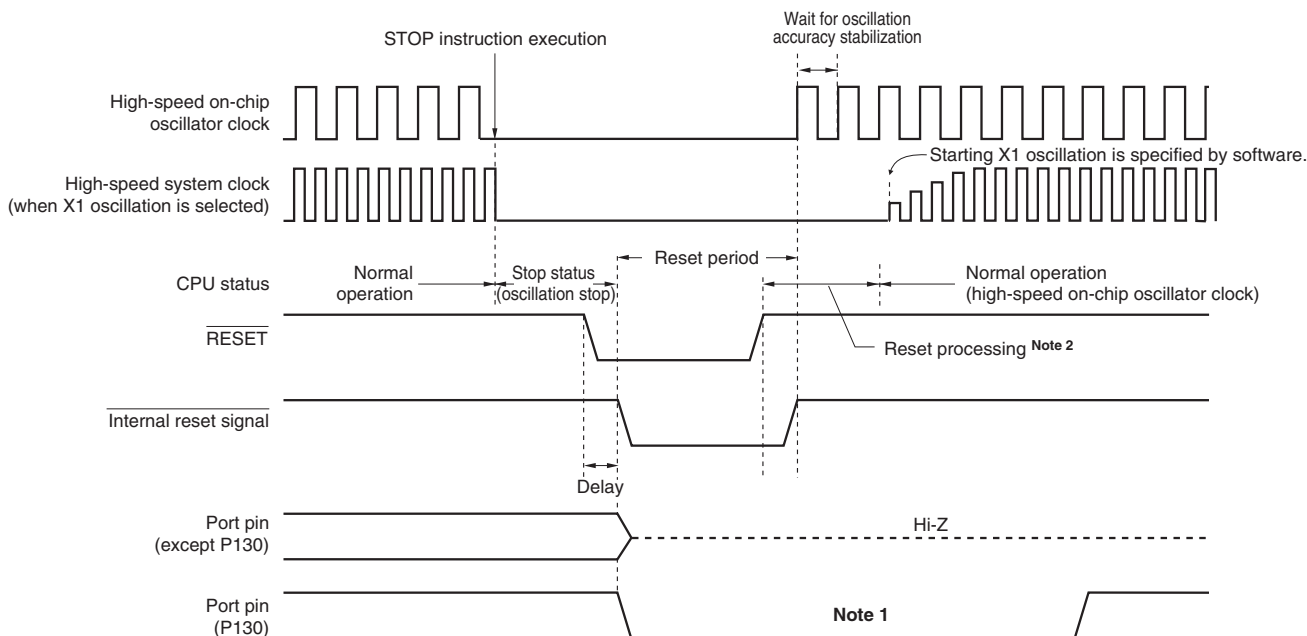 Wait for oscillation
accuracy stabilization
STOP instruction execution
High-speed on-chip
oscillator clock
Starting X1 oscillation is specified by software.
High-speed system clock
(when X1 oscillation is selected)
Reset period
CPU status
Normal
operation
Stop status
(oscillation stop)
Normal operation
(high-speed on-chip oscillator clock)
RESET
Reset processing Note 2
Internal reset signal
Delay
Port pin
(except P130)
Hi-Z
Port pin
(P130)
Note 1